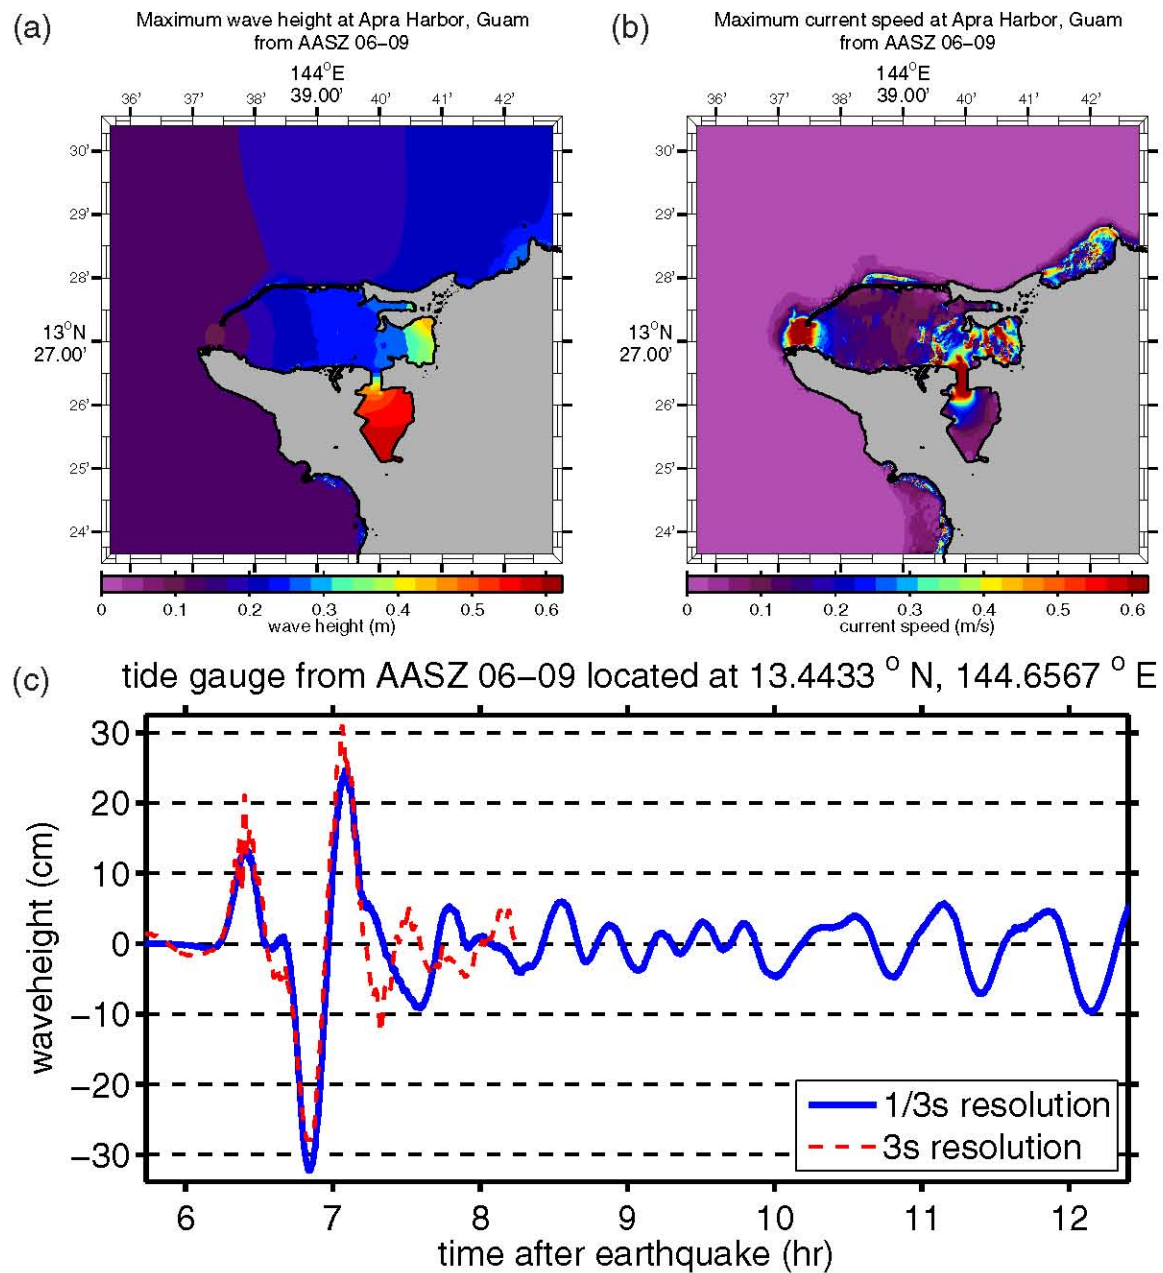 (a)
Maximum wave height at Apra Harbor, Guam
from AASZ 06−09
144°E
39.00'
36' 37' 38' 40' 41' 42'
30'
29'
28'
13°N
27.00'
26'
25'
24'
0 0.1 0.2 0.3 0.4 0.5 0.6
wave height (m)
(b)
Maximum current speed at Apra Harbor, Guam
from AASZ 06−09
144°E
39.00'
36' 37' 38' 40' 41' 42'
30'
29'
28'
13°N
27.00'
26'
25'
24'
0 0.1 0.2 0.3 0.4 0.5 0.6
current speed (m/s)
(c)
tide gauge from AASZ 06−09 located at 13.4433 ° N, 144.6567 ° E
waveheight (cm)
30
20
10
0
−10
−20
−30
1/3s resolution
3s resolution
6 7 8 9 10 11 12
time after earthquake (hr)